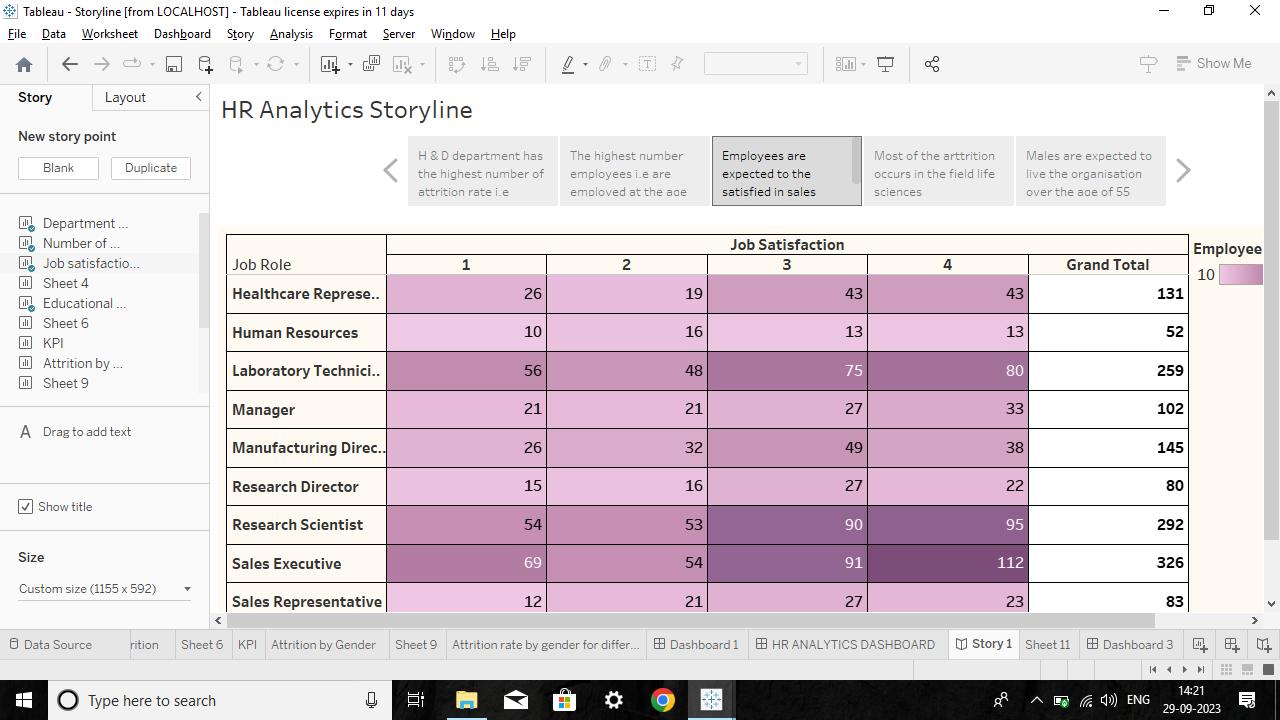 Tableau - Storyline [from LOCALHOST] - Tableau license expires in 11 days
File Data Worksheet Dashboard Story Analysis Format Server Window Help
Show Me
Story Layout
New story point
Blank Duplicate
Department ...
Number of ...
Job satisfactio...
Sheet 4
Educational ...
Sheet 6
KPI
Attrition by ...
Sheet 9
A Drag to add text
Show title
Size
Custom size (1155 x 592)
HR Analytics Storyline
H & D department has
the highest number of
attrition rate i.e
The highest number
employees i.e are
employed at the age
Employees are
expected to the
satisfied in sales
Most of the arttrition
occurs in the field life
sciences
Males are expected to
live the organisation
over the age of 55
Job Satisfaction
Job Role 1 2 3 4 Grand Total
Healthcare Represe.. 26 19 43 43 131
Human Resources 10 16 13 13 52
Laboratory Technici.. 56 48 75 80 259
Manager 21 21 27 33 102
Manufacturing Direc.. 26 32 49 38 145
Research Director 15 16 27 22 80
Research Scientist 54 53 90 95 292
Sales Executive 69 54 91 112 326
Sales Representative 12 21 27 23 83
Employee
10
Data Source rition Sheet 6 KPI Attrition by Gender Sheet 9 Attrition rate by gender for differ... Dashboard 1 HR ANALYTICS DASHBOARD Story 1 Sheet 11 Dashboard 3
Type here to search
ENG
14:21
29-09-2023